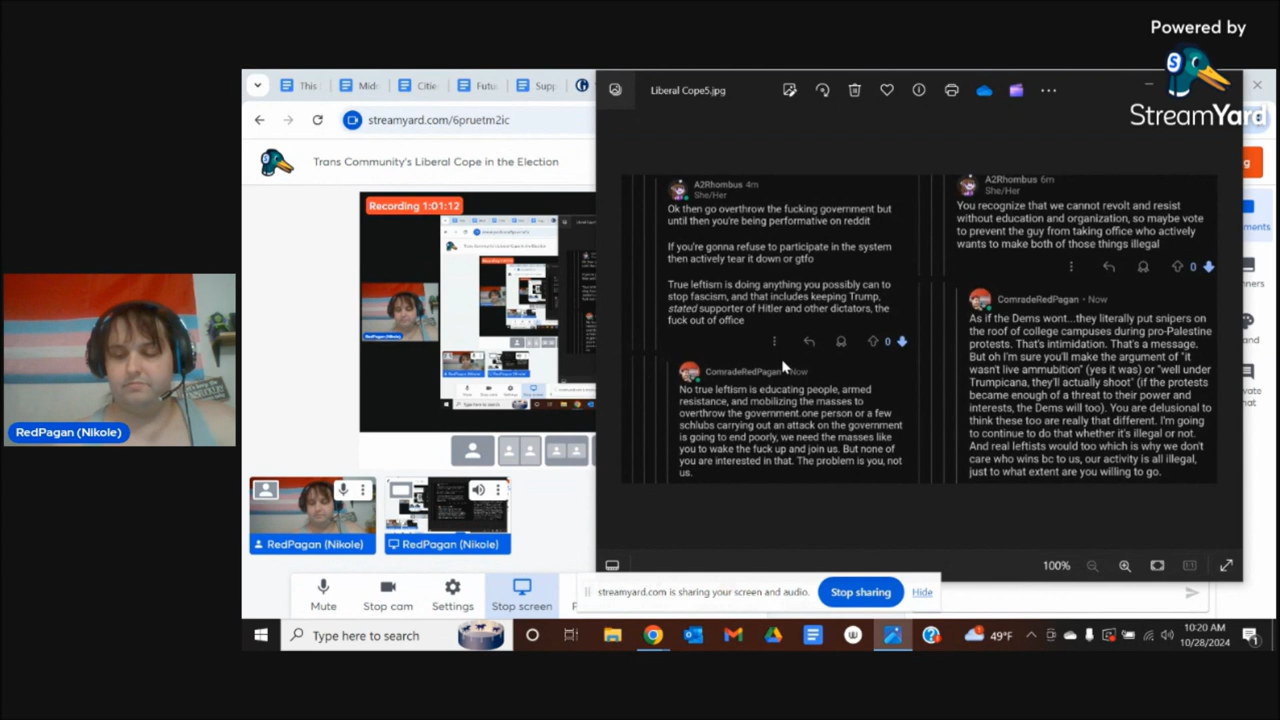 Powered by
StreamYard
Liberal Cope5.jpg
This
Mid
Citie
Futu
Supp
streamyard.com/6pruetm2ic
Trans Community's Liberal Cope in the Election
Recording 1:01:12
A2Rhombus 4m
She/Her
Ok then go overthrow the fucking government but
until then you're being performative on reddit
If you're gonna refuse to participate in the system
then actively tear it down or gtfo
True leftism is doing anything you possibly can to
stop fascism, and that includes keeping Trump,
stated supporter of Hitler and other dictators, the
fuck out of office
0
ComradeRedPagan · Now
No true leftism is educating people, armed
resistance, and mobilizing the masses to
overthrow the government.one person or a few
schlubs carrying out an attack on the government
is going to end poorly, we need the masses like
you to wake the fuck up and join us. But none of
you are interested in that. The problem is you, not
us.
A2Rhombus 6m
She/Her
You recognize that we cannot revolt and resist
without education and organization, so maybe vote
to prevent the guy from taking office who actively
wants to make both of those things illegal
0
ComradeRedPagan · Now
As if the Dems wont...they literally put snipers on
the roof of college campuses during pro-Palestine
protests. That's intimidation. That's a message.
But oh I'm sure you'll make the argument of "it
wasn't live ammubition" (yes it was) or "well under
Trumpicana, they'll actually shoot" (if the protests
became enough of a threat to their power and
interests, the Dems will too). You are delusional to
think these too are really that different. I'm going
to continue to do that whether it's illegal or not.
And real leftists would too which is why we don't
care who wins bc to us, our activity is all illegal,
just to what extent are you willing to go.
RedPagan (Nikole)
RedPagan (Nikole)
RedPagan (Nikole)
ments
nners
vate
hat
100%
Mute
Stop cam
Settings
Stop screen
streamyard.com is sharing your screen and audio.
Stop sharing
Hide
Type here to search
49°F
10:20 AM
10/28/2024